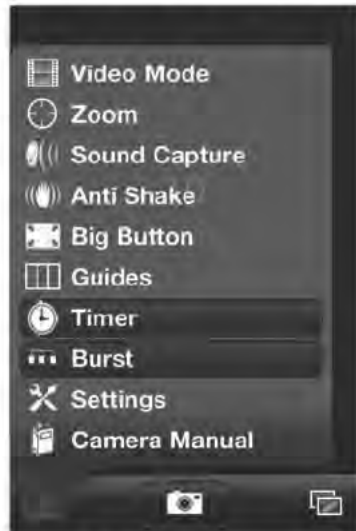 Video Mode
Zoom
Sound Capture
Anti Shake
Big Button
Guides
Timer
Burst
Settings
Camera Manual